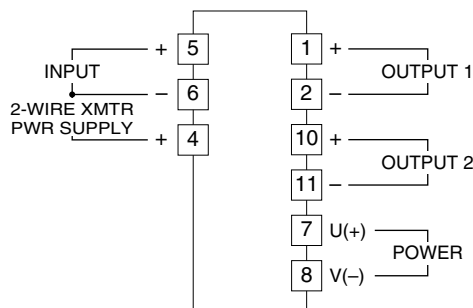 + 5
INPUT
– 6
2-WIRE XMTR
PWR SUPPLY
+ 4
1 +
OUTPUT 1
2 –
10 +
OUTPUT 2
11 –
7 U(+)
POWER
8 V(–)